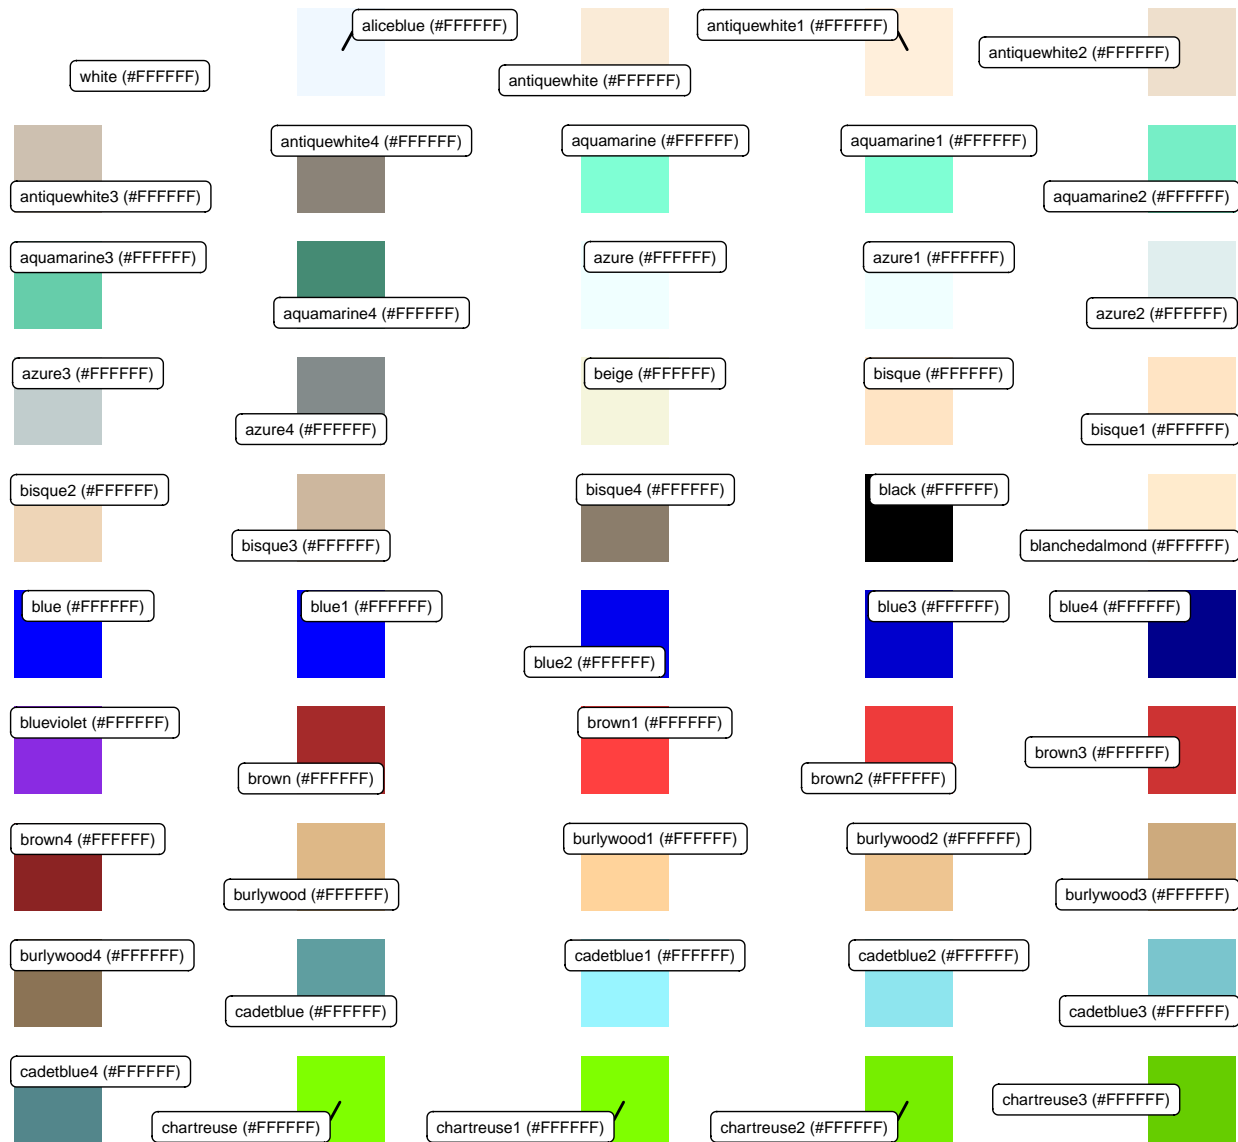 white (#FFFFFF)
aliceblue (#FFFFFF)
antiquewhite (#FFFFFF)
antiquewhite1 (#FFFFFF)
antiquewhite2 (#FFFFFF)
antiquewhite3 (#FFFFFF)
antiquewhite4 (#FFFFFF)
aquamarine (#FFFFFF)
aquamarine1 (#FFFFFF)
aquamarine2 (#FFFFFF)
aquamarine3 (#FFFFFF)
aquamarine4 (#FFFFFF)
azure (#FFFFFF)
azure1 (#FFFFFF)
azure2 (#FFFFFF)
azure3 (#FFFFFF)
azure4 (#FFFFFF)
beige (#FFFFFF)
bisque (#FFFFFF)
bisque1 (#FFFFFF)
bisque2 (#FFFFFF)
bisque3 (#FFFFFF)
bisque4 (#FFFFFF)
black (#FFFFFF)
blanchedalmond (#FFFFFF)
blue (#FFFFFF)
blue1 (#FFFFFF)
blue2 (#FFFFFF)
blue3 (#FFFFFF)
blue4 (#FFFFFF)
blueviolet (#FFFFFF)
brown (#FFFFFF)
brown1 (#FFFFFF)
brown2 (#FFFFFF)
brown3 (#FFFFFF)
brown4 (#FFFFFF)
burlywood (#FFFFFF)
burlywood1 (#FFFFFF)
burlywood2 (#FFFFFF)
burlywood3 (#FFFFFF)
burlywood4 (#FFFFFF)
cadetblue (#FFFFFF)
cadetblue1 (#FFFFFF)
cadetblue2 (#FFFFFF)
cadetblue3 (#FFFFFF)
cadetblue4 (#FFFFFF)
chartreuse (#FFFFFF)
chartreuse1 (#FFFFFF)
chartreuse2 (#FFFFFF)
chartreuse3 (#FFFFFF)